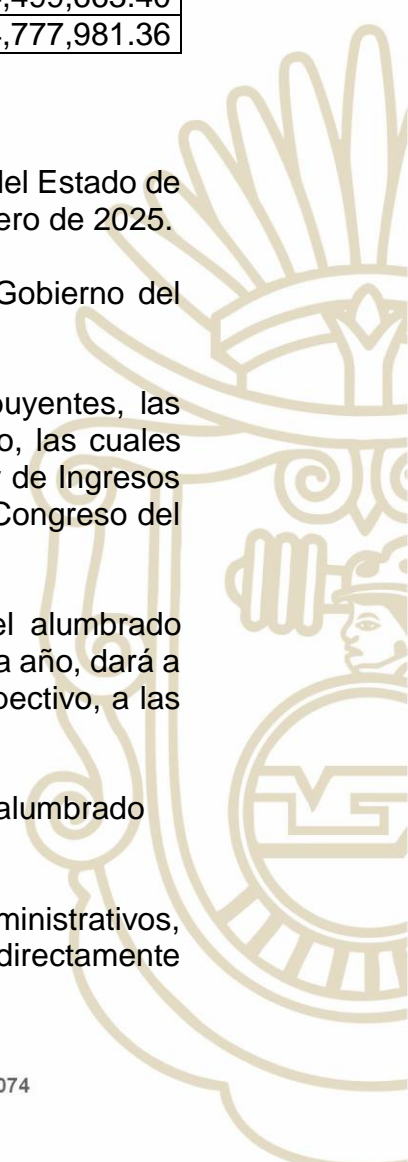 ,777,981.36
del Estado de
ero de 2025.
Gobierno del
buyentes, las
o, las cuales
de Ingresos
Congreso del
el alumbrado
a año, dará a
pectivo, a las
alumbrado
ministrativos,
directamente
074